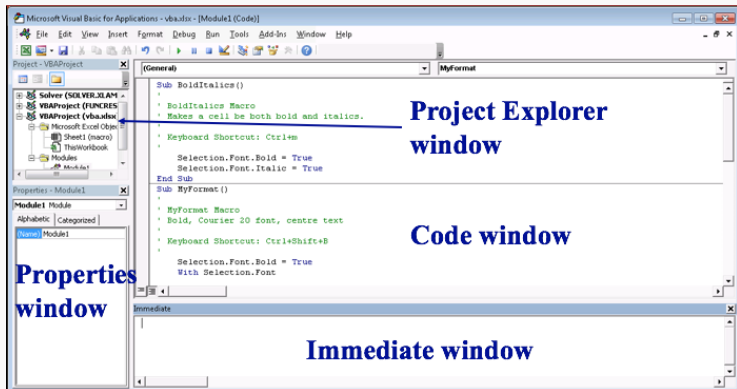 Microsoft Visual Basic for Applications - vba.xlsx - [Module1 (Code)]
File Edit View Insert Format Debug Run Tools Add-Ins Window Help
Project - VBAProject
(General)
MyFormat
Solver (SOLVER.XLAM
VBAProject (FUNCRES
VBAProject (vba.xlsx
Microsoft Excel Objec
Sheet1 (macro)
ThisWorkbook
Modules
Module1
Sub BoldItalics()
'
' BoldItalics Macro
' Makes a cell be both bold and italics.
'
' Keyboard Shortcut: Ctrl+m
'
Selection.Font.Bold = True
Selection.Font.Italic = True
End Sub
Sub MyFormat()
'
' MyFormat Macro
' Bold, Courier 20 font, centre text
'
' Keyboard Shortcut: Ctrl+Shift+B
'
Selection.Font.Bold = True
With Selection.Font
Project Explorer
window
Code window
Properties - Module1
Module1 Module
Alphabetic Categorized
(Name) Module1
Properties
window
Immediate
Immediate window